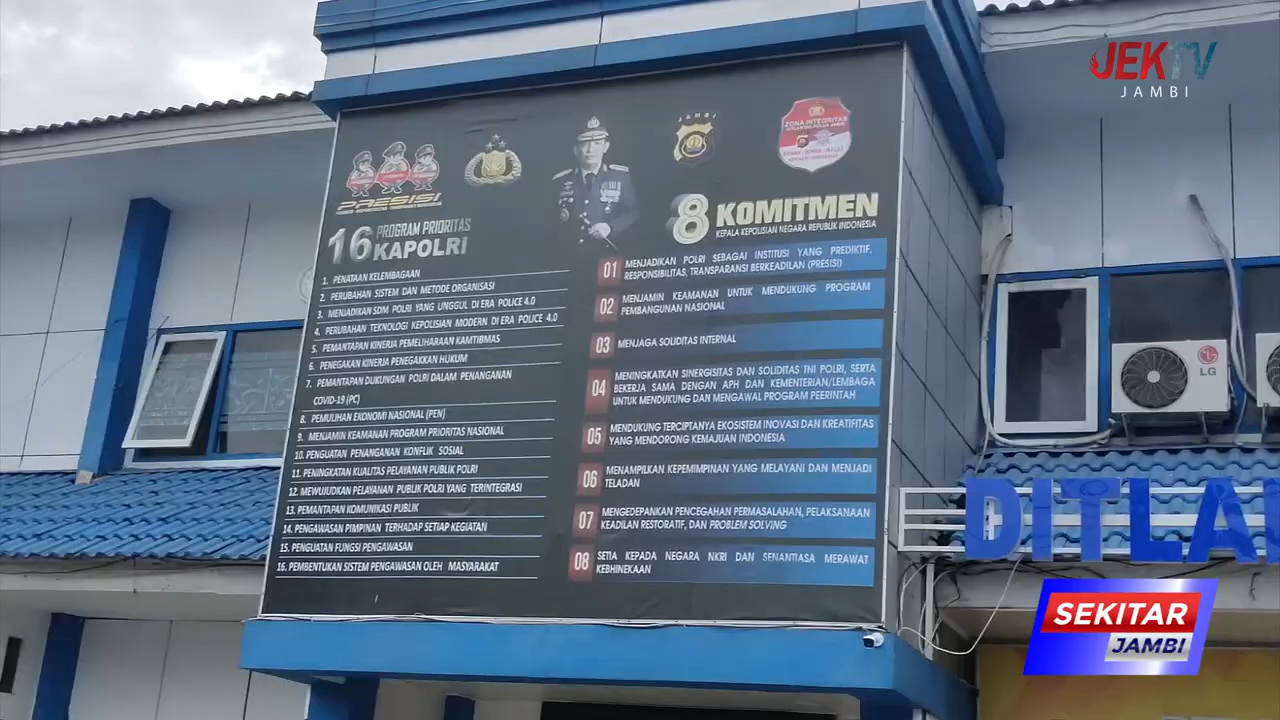 JEKTV
JAMBI
JAMBI
ZONA INTEGRITAS
DITLANTAS POLDA JAMBI
PRESISI
16 PROGRAM PRIORITAS
KAPOLRI
1. PENATAAN KELEMBAGAAN
2. PERUBAHAN SISTEM DAN METODE ORGANISASI
3. MENJADIKAN SDM POLRI YANG UNGGUL DI ERA POLICE 4.0
4. PERUBAHAN TEKNOLOGI KEPOLISIAN MODERN DI ERA POLICE 4.0
5. PEMANTAPAN KINERJA PEMELIHARAAN KAMTIBMAS
6. PENEGAKAN KINERJA PENEGAKKAN HUKUM
7. PEMANTAPAN DUKUNGAN POLRI DALAM PENANGANAN
COVID-19 (PC)
8. PEMULIHAN EKONOMI NASIONAL (PEN)
9. MENJAMIN KEAMANAN PROGRAM PRIORITAS NASIONAL
10. PENGUATAN PENANGANAN KONFLIK SOSIAL
11. PENINGKATAN KUALITAS PELAYANAN PUBLIK POLRI
12. MEWUJUDKAN PELAYANAN PUBLIK POLRI YANG TERINTEGRASI
13. PEMANTAPAN KOMUNIKASI PUBLIK
14. PENGAWASAN PIMPINAN TERHADAP SETIAP KEGIATAN
15. PENGUATAN FUNGSI PENGAWASAN
16. PEMBENTUKAN SISTEM PENGAWASAN OLEH MASYARAKAT
8 KOMITMEN
KEPALA KEPOLISIAN NEGARA REPUBLIK INDONESIA
01 MENJADIKAN POLRI SEBAGAI INSTITUSI YANG PREDIKTIF,
RESPONSIBILITAS, TRANSPARANSI BERKEADILAN (PRESISI)
02 MENJAMIN KEAMANAN UNTUK MENDUKUNG PROGRAM
PEMBANGUNAN NASIONAL
03 MENJAGA SOLIDITAS INTERNAL
04 MENINGKATKAN SINERGISITAS DAN SOLIDITAS TNI POLRI, SERTA
BEKERJA SAMA DENGAN APH DAN KEMENTERIAN/LEMBAGA
UNTUK MENDUKUNG DAN MENGAWAL PROGRAM PEERINTAH
05 MENDUKUNG TERCIPTANYA EKOSISTEM INOVASI DAN KREATIFITAS
YANG MENDORONG KEMAJUAN INDONESIA
06 MENAMPILKAN KEPEMIMPINAN YANG MELAYANI DAN MENJADI
TELADAN
07 MENGEDEPANKAN PENCEGAHAN PERMASALAHAN, PELAKSANAAN
KEADILAN RESTORATIF, DAN PROBLEM SOLVING
08 SETIA KEPADA NEGARA NKRI DAN SENANTIASA MERAWAT
KEBHINEKAAN
LG
DITLA
SEKITAR
JAMBI